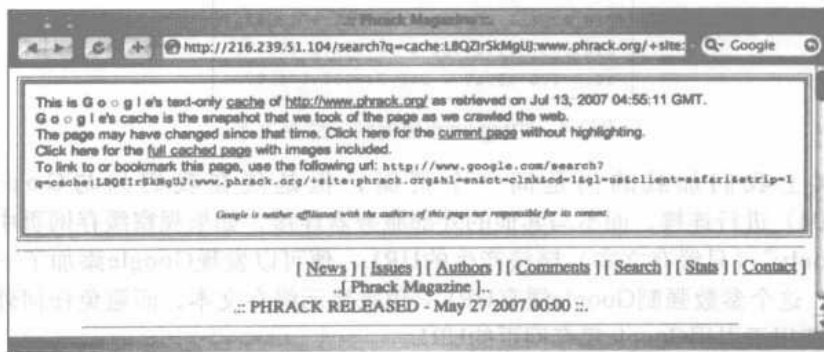 .:: Phrack Magazine ::.
http://216.239.51.104/search?q=cache:L8QZIrSkMgUJ:www.phrack.org/+site: Google
This is G o o g l e's text-only cache of http://www.phrack.org/ as retrieved on Jul 13, 2007 04:55:11 GMT.
G o o g l e's cache is the snapshot that we took of the page as we crawled the web.
The page may have changed since that time. Click here for the current page without highlighting.
Click here for the full cached page with images included.
To link to or bookmark this page, use the following url: http://www.google.com/search?
q=cache:L8QZIrSkMgUJ:www.phrack.org/+site:phrack.org&hl=en&ct=clnk&cd=1&gl=us&client=safari&strip=1
Google is neither affiliated with the authors of this page nor responsible for its content.
[ News ] [ Issues ] [ Authors ] [ Comments ] [ Search ] [ Stats ] [ Contact ]
..[ Phrack Magazine ]..
.:: PHRACK RELEASED - May 27 2007 00:00 ::.